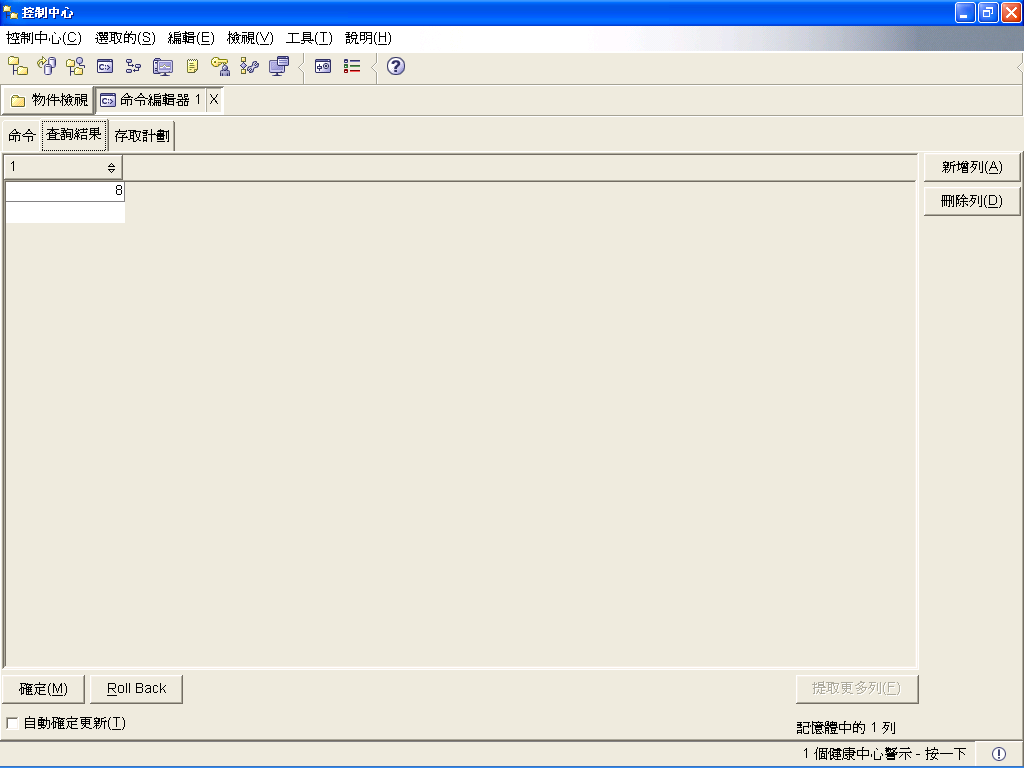 控制中心
控制中心(C) 選取的(S) 編輯(E) 檢視(V) 工具(T) 說明(H)
物件檢視 命令編輯器 1 X
命令 查詢結果 存取計劃
1
新增列(A)
8
刪除列(D)
確定(M) Roll Back 提取更多列(F)
自動確定更新(T)
記憶體中的 1 列
1 個健康中心警示 - 按一下